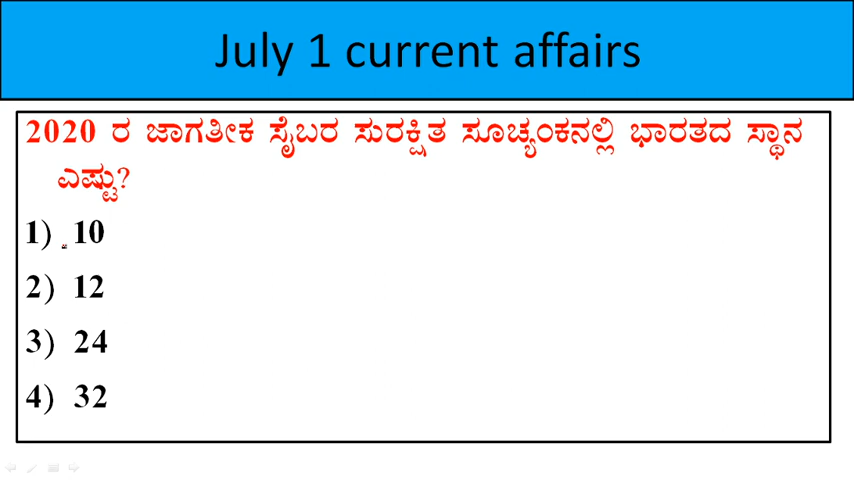 July 1 current affairs
2020 ರ ಜಾಗತೀಕ ಸೈಬರ ಸುರಕ್ಷಿತ ಸೂಚ್ಯಂಕನಲ್ಲಿ ಭಾರತದ ಸ್ಥಾನ
ಎಷ್ಟು?
1) 10
2) 12
3) 24
4) 32